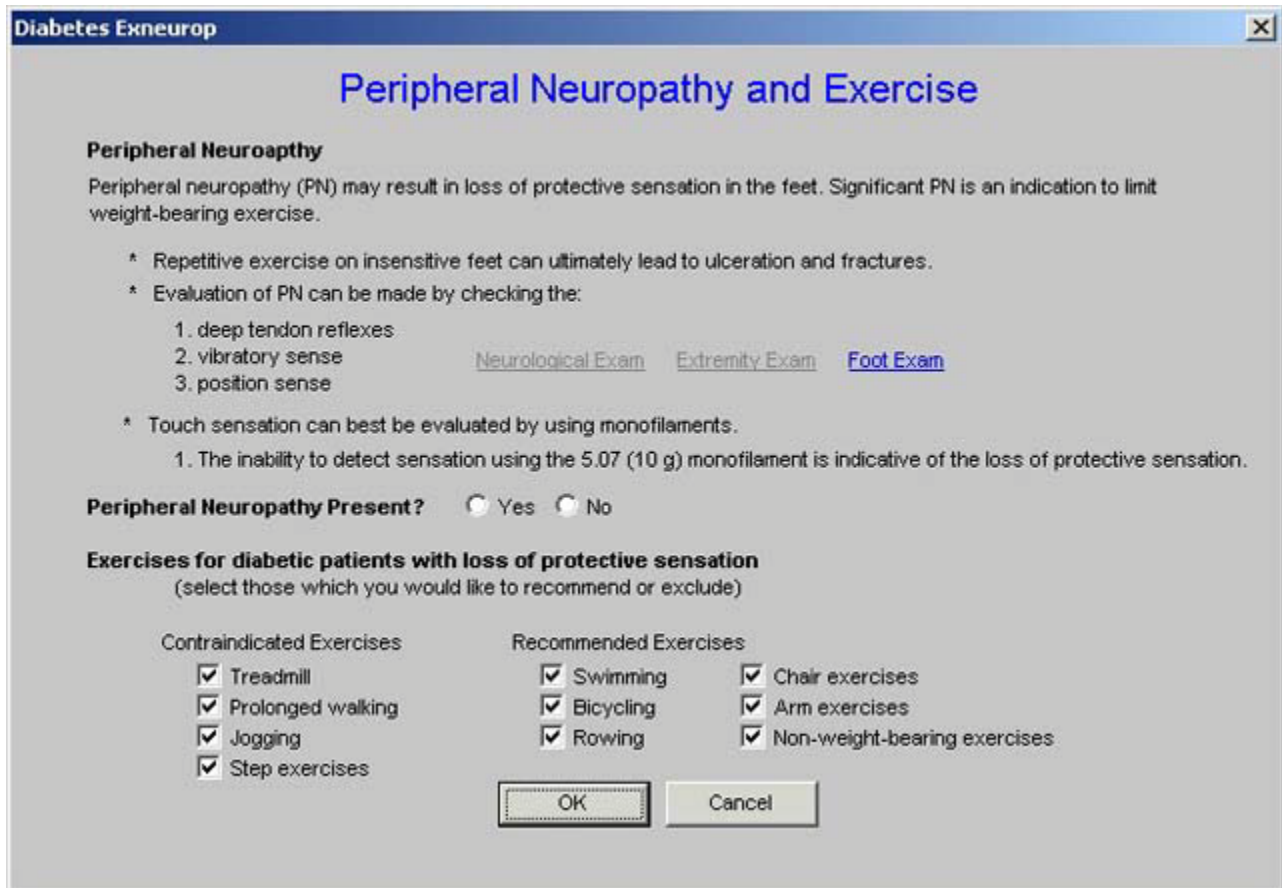 Diabetes Exneurop
Peripheral Neuropathy and Exercise
Peripheral Neuroapthy
Peripheral neuropathy (PN) may result in loss of protective sensation in the feet. Significant PN is an indication to limit
weight-bearing exercise.
* Repetitive exercise on insensitive feet can ultimately lead to ulceration and fractures.
* Evaluation of PN can be made by checking the:
1. deep tendon reflexes
2. vibratory sense
3. position sense
Neurological Exam Extremity Exam Foot Exam
* Touch sensation can best be evaluated by using monofilaments.
1. The inability to detect sensation using the 5.07 (10 g) monofilament is indicative of the loss of protective sensation.
Peripheral Neuropathy Present? Yes No
Exercises for diabetic patients with loss of protective sensation
(select those which you would like to recommend or exclude)
Contraindicated Exercises
Treadmill
Prolonged walking
Jogging
Step exercises
Recommended Exercises
Swimming Chair exercises
Bicycling Arm exercises
Rowing Non-weight-bearing exercises
OK Cancel